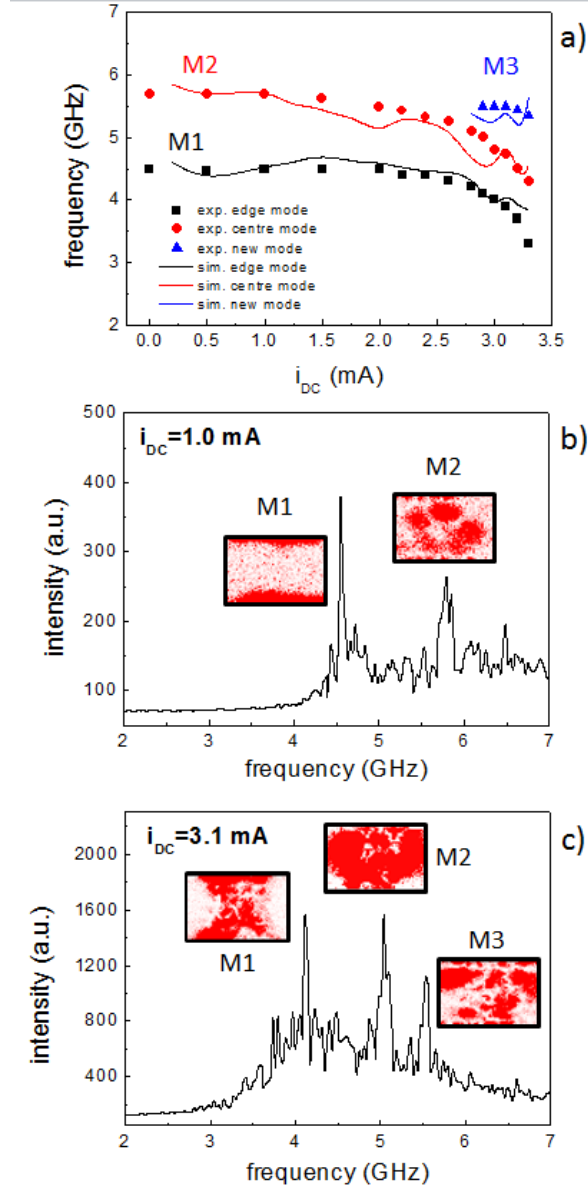 a)
7
6
5
4
3
2
frequency (GHz)
M2
M3
M1
exp. edge mode
exp. centre mode
exp. new mode
sim. edge mode
sim. centre mode
sim. new mode
0.0 0.5 1.0 1.5 2.0 2.5 3.0 3.5
iDC (mA)
b)
500
400
300
200
100
intensity (a.u.)
iDC=1.0 mA
M2
M1
2 3 4 5 6 7
frequency (GHz)
c)
2000
1600
1200
800
400
intensity (a.u.)
iDC=3.1 mA
M2
M1
M3
2 3 4 5 6 7
frequency (GHz)